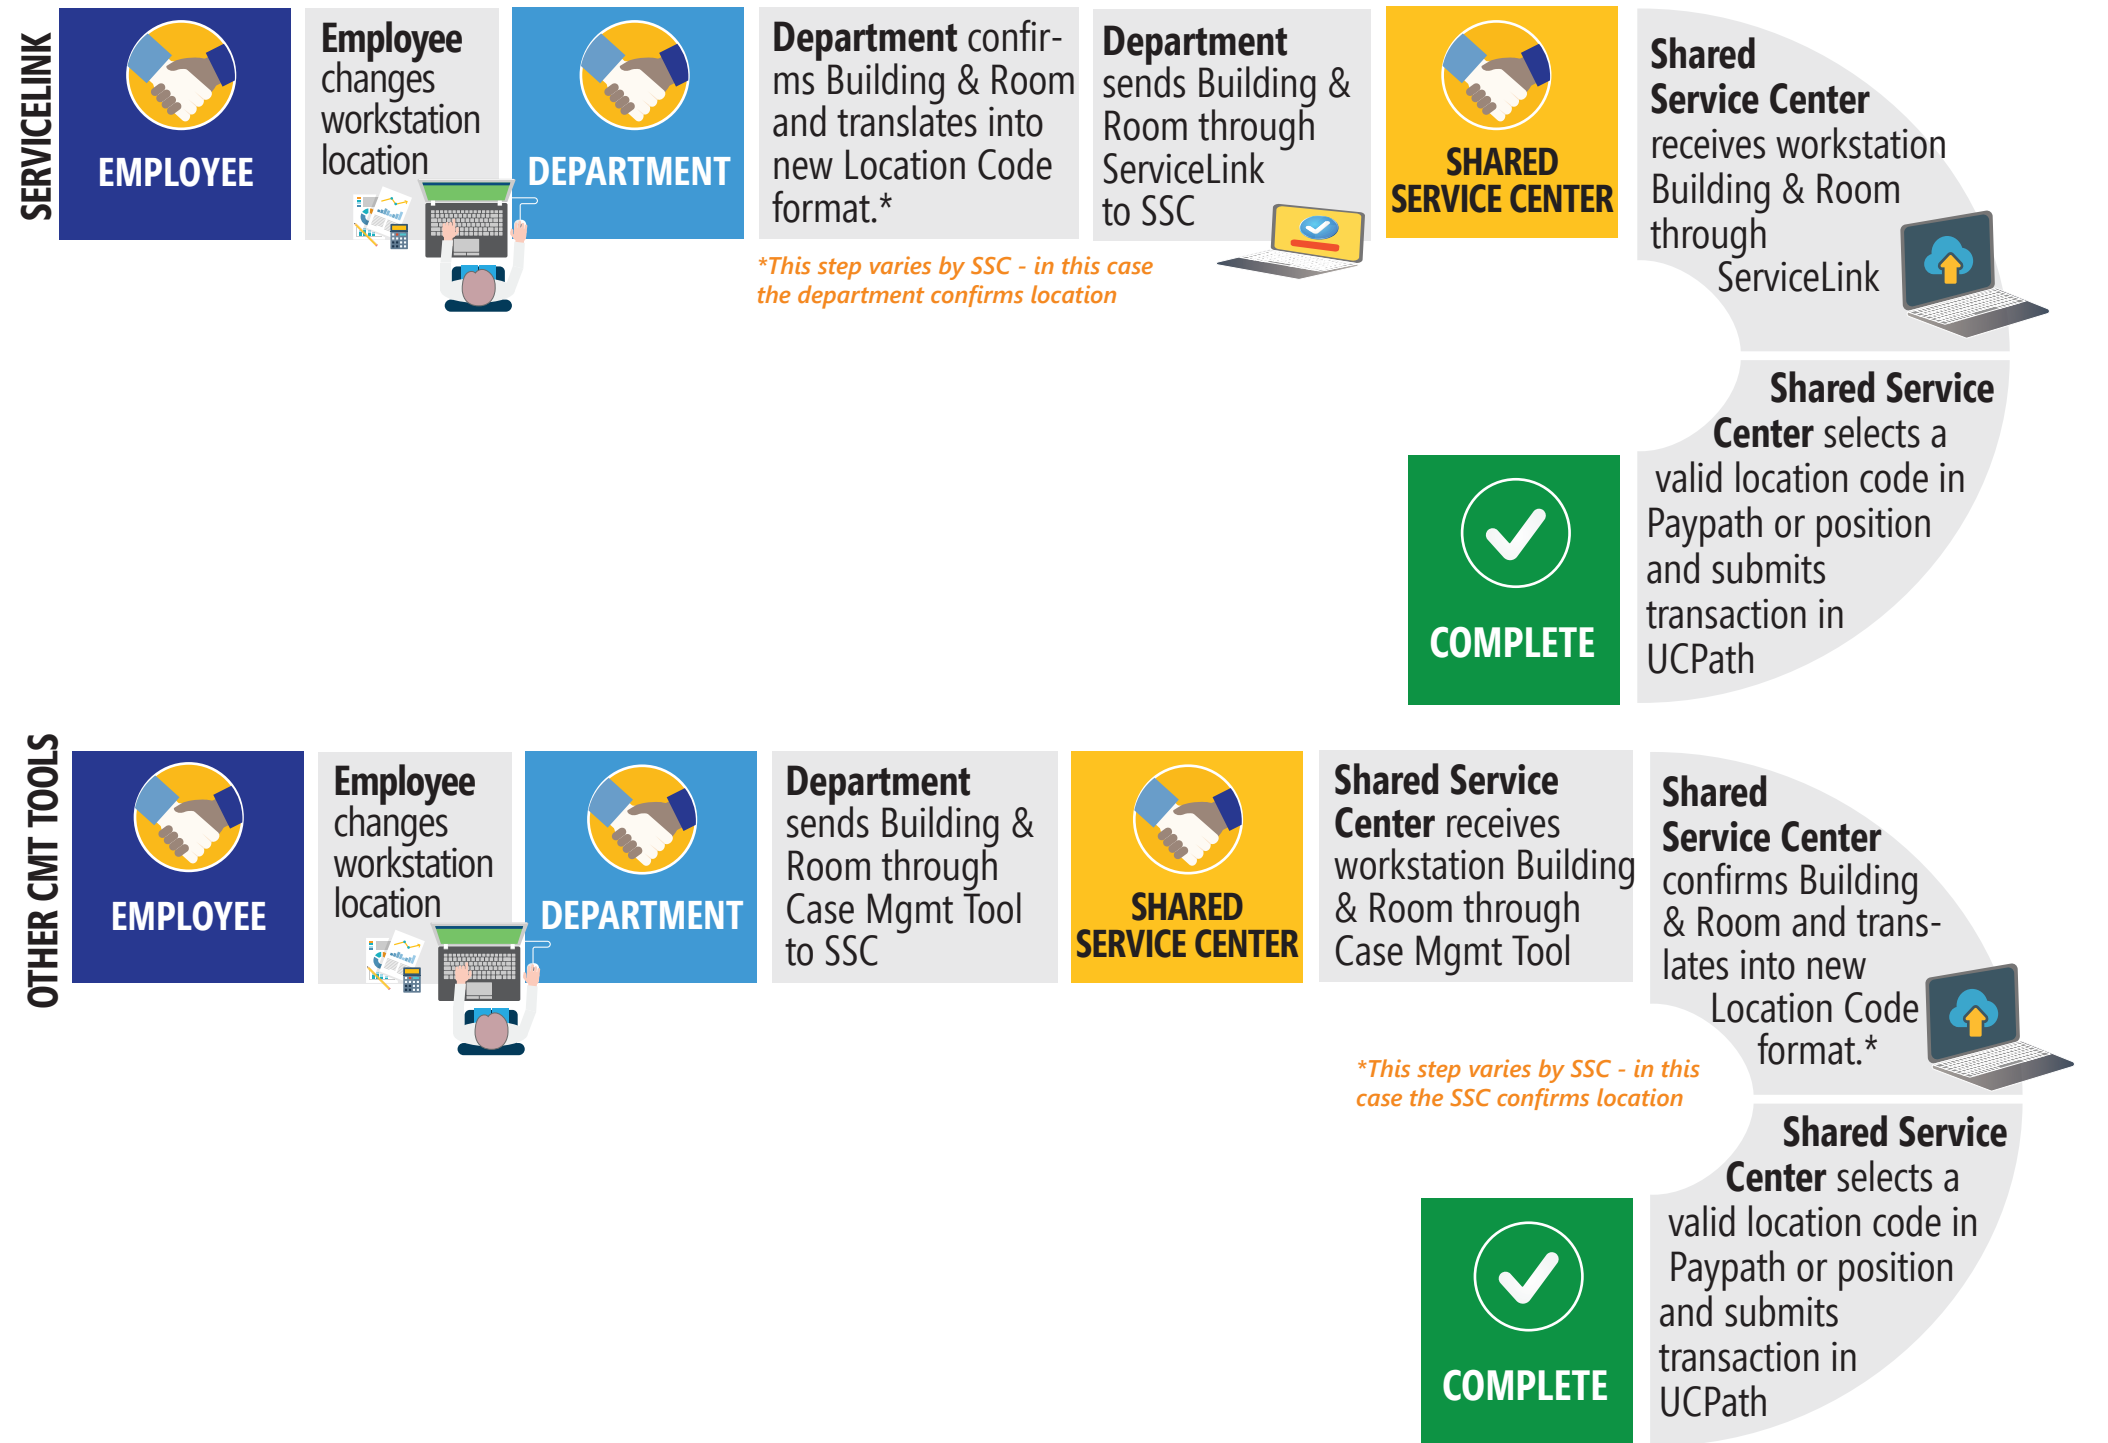 SERVICELINK
EMPLOYEE
Employee
changes
workstation
location
DEPARTMENT
Department confir-
ms Building & Room
and translates into
new Location Code
format.*
*This step varies by SSC - in this case
the department confirms location
Department
sends Building &
Room through
ServiceLink
to SSC
SHARED
SERVICE CENTER
Shared
Service Center
receives workstation
Building & Room
through
ServiceLink
Shared Service
Center selects a
valid location code in
Paypath or position
and submits
transaction in
UCPath
COMPLETE
OTHER CMT TOOLS
EMPLOYEE
Employee
changes
workstation
location
DEPARTMENT
Department
sends Building &
Room through
Case Mgmt Tool
to SSC
SHARED
SERVICE CENTER
Shared Service
Center receives
workstation Building
& Room through
Case Mgmt Tool
Shared
Service Center
confirms Building
& Room and trans-
lates into new
Location Code
format.*
*This step varies by SSC - in this
case the SSC confirms location
Shared Service
Center selects a
valid location code in
Paypath or position
and submits
transaction in
UCPath
COMPLETE